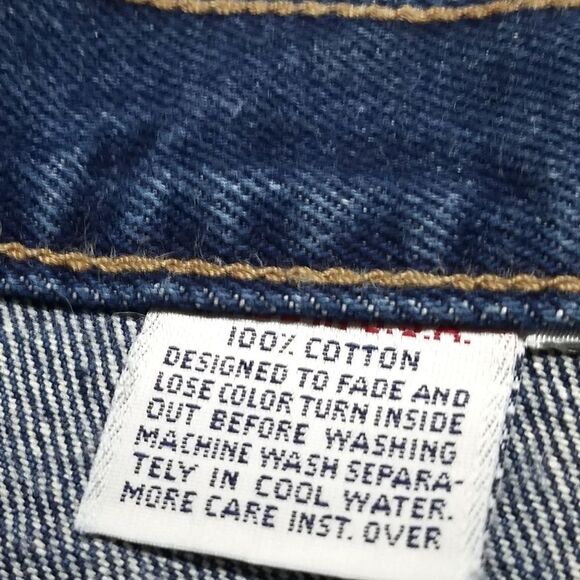 100% COTTON
DESIGNED TO FADE AND
LOSE COLOR TURN INSIDE
OUT BEFORE WASHING
MACHINE WASH SEPARA-
TELY IN COOL WATER.
MORE CARE INST. OVER